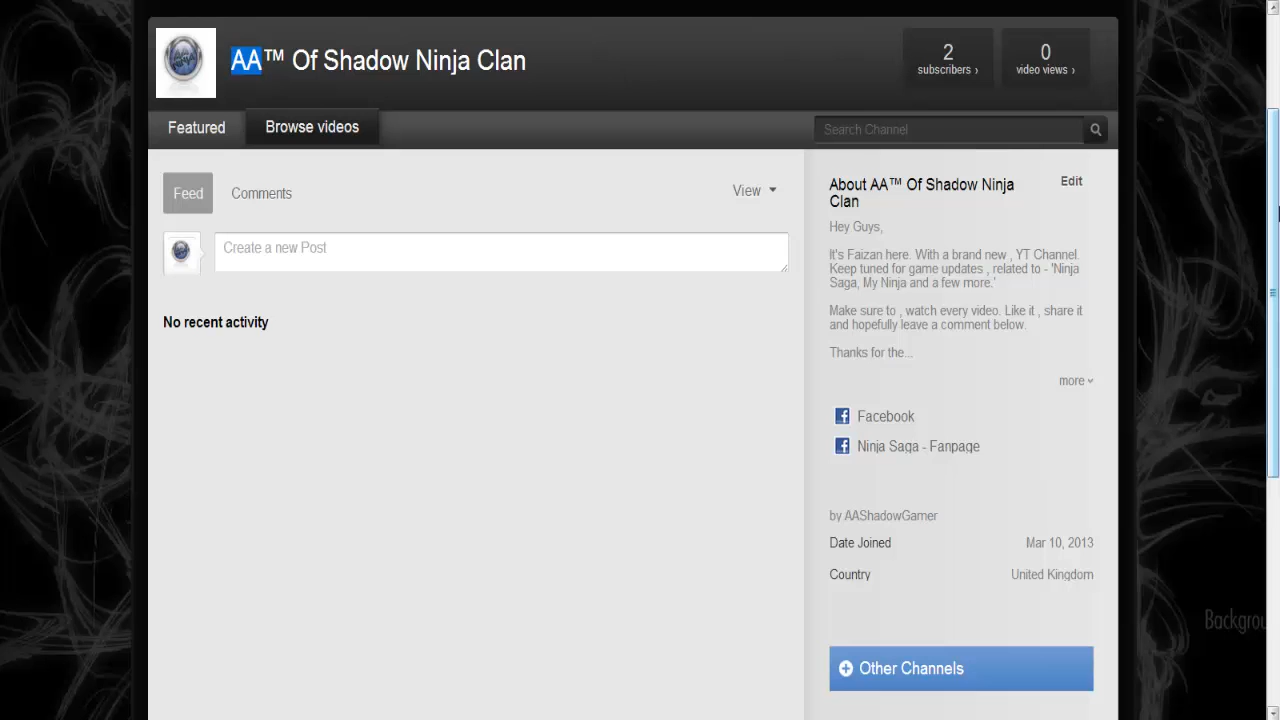 AA™ Of Shadow Ninja Clan
2
subscribers ›
0
video views ›
Featured
Browse videos
Search Channel
Feed
Comments
View
Create a new Post
No recent activity
About AA™ Of Shadow Ninja
Clan
Edit
Hey Guys,
It's Faizan here. With a brand new , YT Channel.
Keep tuned for game updates , related to - 'Ninja
Saga, My Ninja and a few more.'
Make sure to , watch every video. Like it , share it
and hopefully leave a comment below.
Thanks for the...
more
Facebook
Ninja Saga - Fanpage
by AAShadowGamer
Date Joined
Mar 10, 2013
Country
United Kingdom
Other Channels
Backgrou